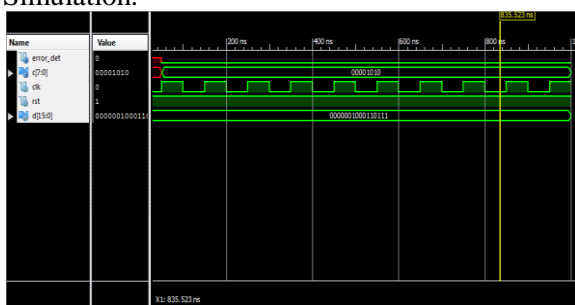 Simulation:
835.523 ns
Name Value 200 ns 400 ns 600 ns 800 ns
error_det 0
c[7:0] 00001010 00001010
clk 0
rst 1
d[15:0] 000000100011 0000001000110111
X1: 835.523 ns